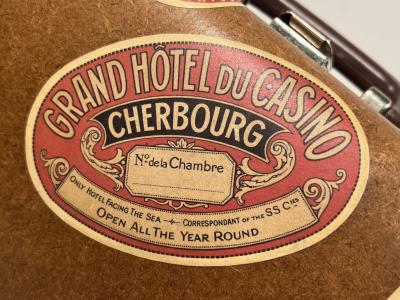 GRAND HÔTEL DU CASINO
CHERBOURG
No. de la Chambre
ONLY HOTEL FACING THE SEA — CORRESPONDANT OF THE SS CIES
OPEN ALL THE YEAR ROUND